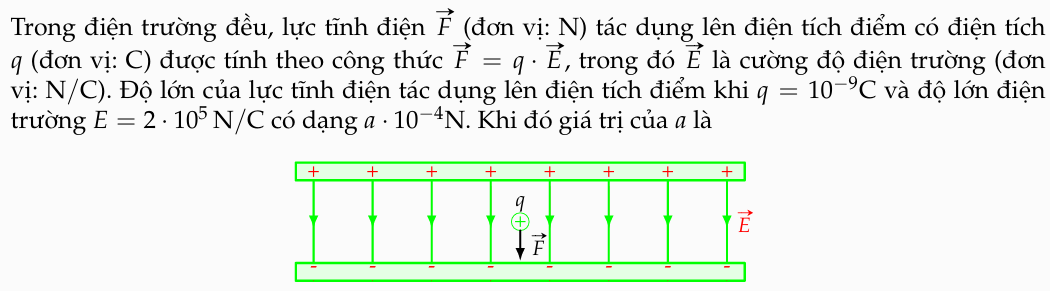 Trong điện trường đều, lực tĩnh điện $\vec{F}$ (đơn vị: N) tác dụng lên điện tích điểm có điện tích
q (đơn vị: C) được tính theo công thức $\vec{F} = q \cdot \vec{E}$, trong đó $\vec{E}$ là cường độ điện trường (đơn
vị: N/C). Độ lớn của lực tĩnh điện tác dụng lên điện tích điểm khi $q = 10^{-9}$C và độ lớn điện
trường $E = 2 \cdot 10^5$ N/C có dạng $a \cdot 10^{-4}$N. Khi đó giá trị của $a$ là
+ + + + + + + +
q
+
$\vec{E}$
$\vec{F}$
- - - - - - - -